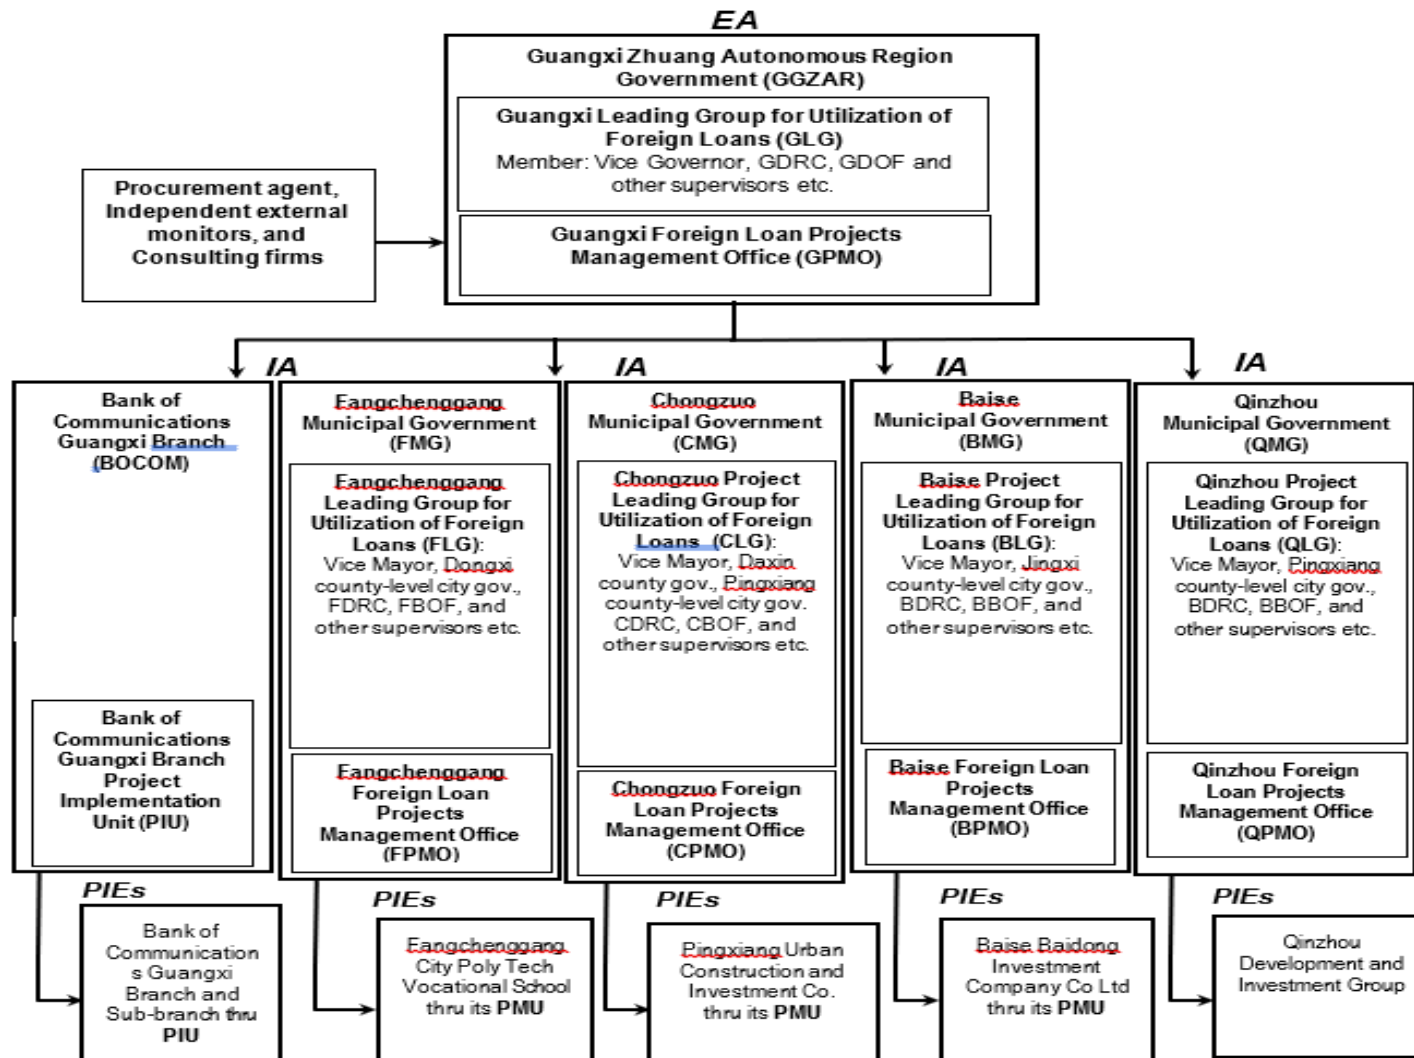 EA
Guangxi Zhuang Autonomous Region
Government (GGZAR)
Guangxi Leading Group for Utilization of
Foreign Loans (GLG)
Member: Vice Governor, GDRC, GDOF and
other supervisors etc.
Guangxi Foreign Loan Projects
Management Office (GPMO)
Procurement agent,
Independent external
monitors, and
Consulting firms
IA
IA
IA
IA
Bank of
Communications
Guangxi Branch
(BOCOM)
Bank of
Communications
Guangxi Branch
Project
Implementation
Unit (PIU)
Fangchenggang
Municipal Government
(FMG)
Fangchenggang
Leading Group for
Utilization of Foreign
Loans (FLG):
Vice Mayor, Dongxi
county-level city gov.,
FDRC, FBOF, and
other supervisors etc.
Fangchenggang
Foreign Loan
Projects
Management Office
(FPMO)
Chongzuo
Municipal Government
(CMG)
Chongzuo Project
Leading Group for
Utilization of Foreign
Loans (CLG):
Vice Mayor, Daxin
county gov., Pingxiang
county-level city gov.
CDRC, CBOF, and
other supervisors etc.
Chongzuo Foreign
Loan Projects
Management Office
(CPMO)
Baise
Municipal Government
(BMG)
Baise Project
Leading Group for
Utilization of Foreign
Loans (BLG):
Vice Mayor, Jingxi
county-level city gov.,
BDRC, BBOF, and
other supervisors etc.
Baise Foreign Loan
Projects
Management Office
(BPMO)
Qinzhou
Municipal Government
(QMG)
Qinzhou Project
Leading Group for
Utilization of Foreign
Loans (QLG):
Vice Mayor, Pingxiang
county-level city gov.,
BDRC, BBOF, and
other supervisors etc.
Qinzhou Foreign
Loan Projects
Management Office
(QPMO)
PIEs
Bank of
Communication
s Guangxi
Branch and
Sub-branch thru
PIU
PIEs
Fangchenggang
City Poly Tech
Vocational School
thru its PMU
PIEs
Pingxiang Urban
Construction and
Investment Co.
thru its PMU
PIEs
Baise Baidong
Investment
Company Co Ltd
thru its PMU
PIEs
Qinzhou
Development and
Investment Group